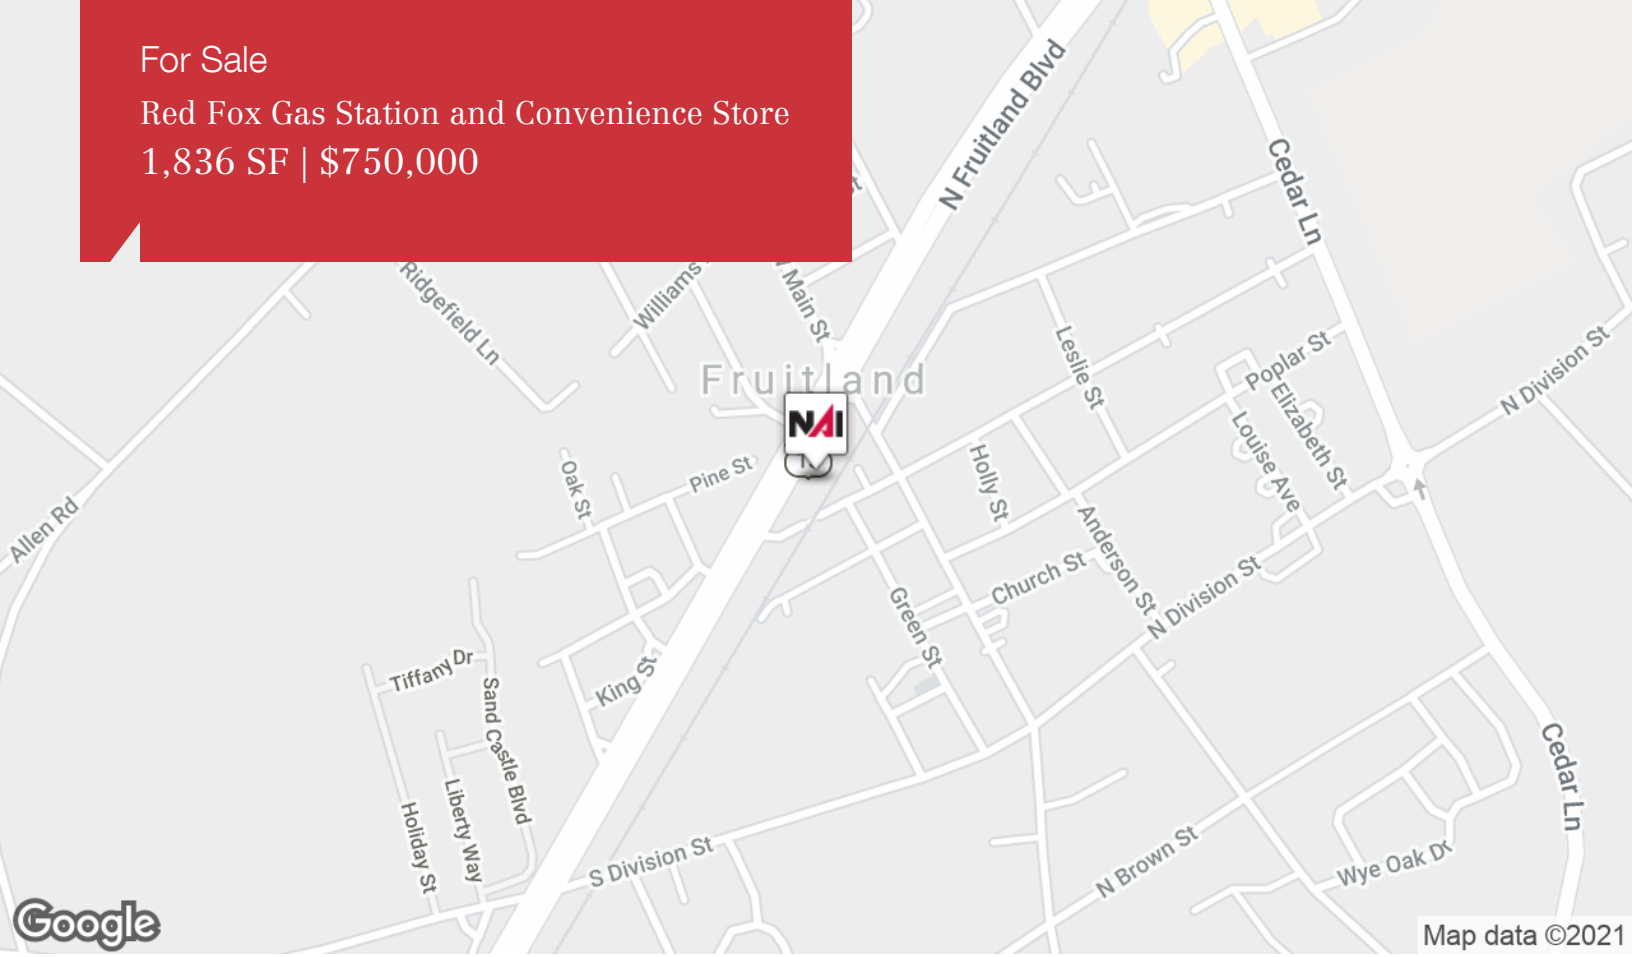 For Sale
Red Fox Gas Station and Convenience Store
1,836 SF | $750,000
N Fruitland Blvd
Cedar Ln
St
Williams
Main St
Ridgefield Ln
Fruitland
NAI
Leslie St
Poplar St
N Division St
Elizabeth St
Louise Ave
Holly St
Pine St
Oak St
Allen Rd
Anderson St
Church St
N Division St
Green St
King St
Tiffany Dr
Sand Castle Blvd
Liberty Way
Holiday St
S Division St
Cedar Ln
N Brown St
Wye Oak Dr
Google
Map data ©2021